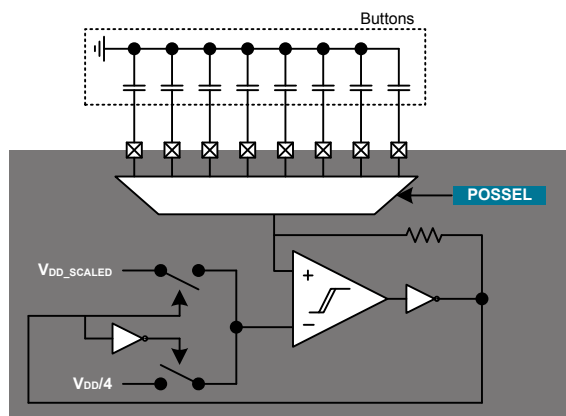 Buttons
POSSEL
VDD_SCALED
+
−
VDD/4